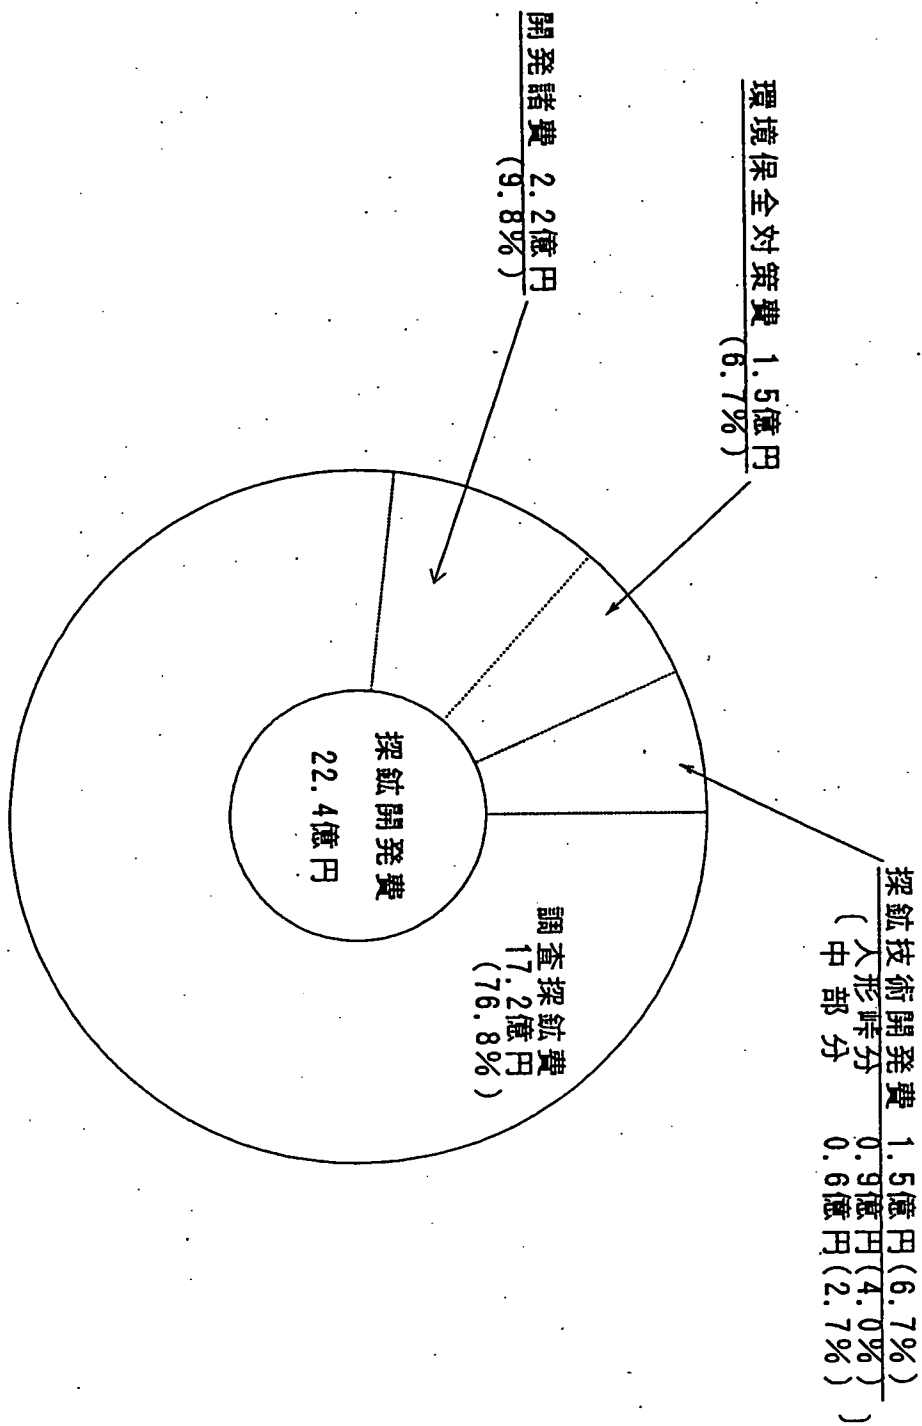 探鉱技術開発費 1.5億円(6.7%)
(人形峠分 0.9億円(4.0%)
中部分 0.6億円(2.7%))
環境保全対策費 1.5億円
(6.7%)
開発諸費 2.2億円
(9.8%)
調査探鉱費
17.2億円
(76.8%)
探鉱開発費
22.4億円